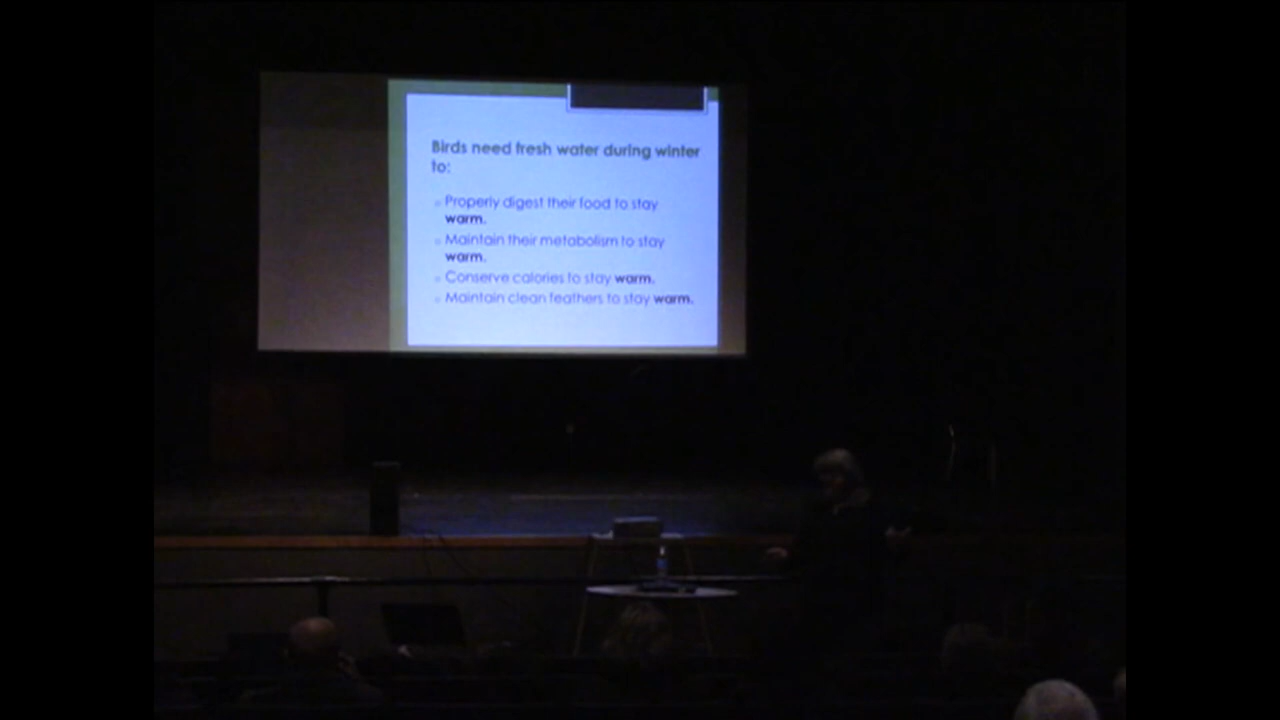 Birds need fresh water during winter
to:
Properly digest their food to stay
warm.
Maintain their metabolism to stay
warm.
Conserve calories to stay warm.
Maintain clean feathers to stay warm.